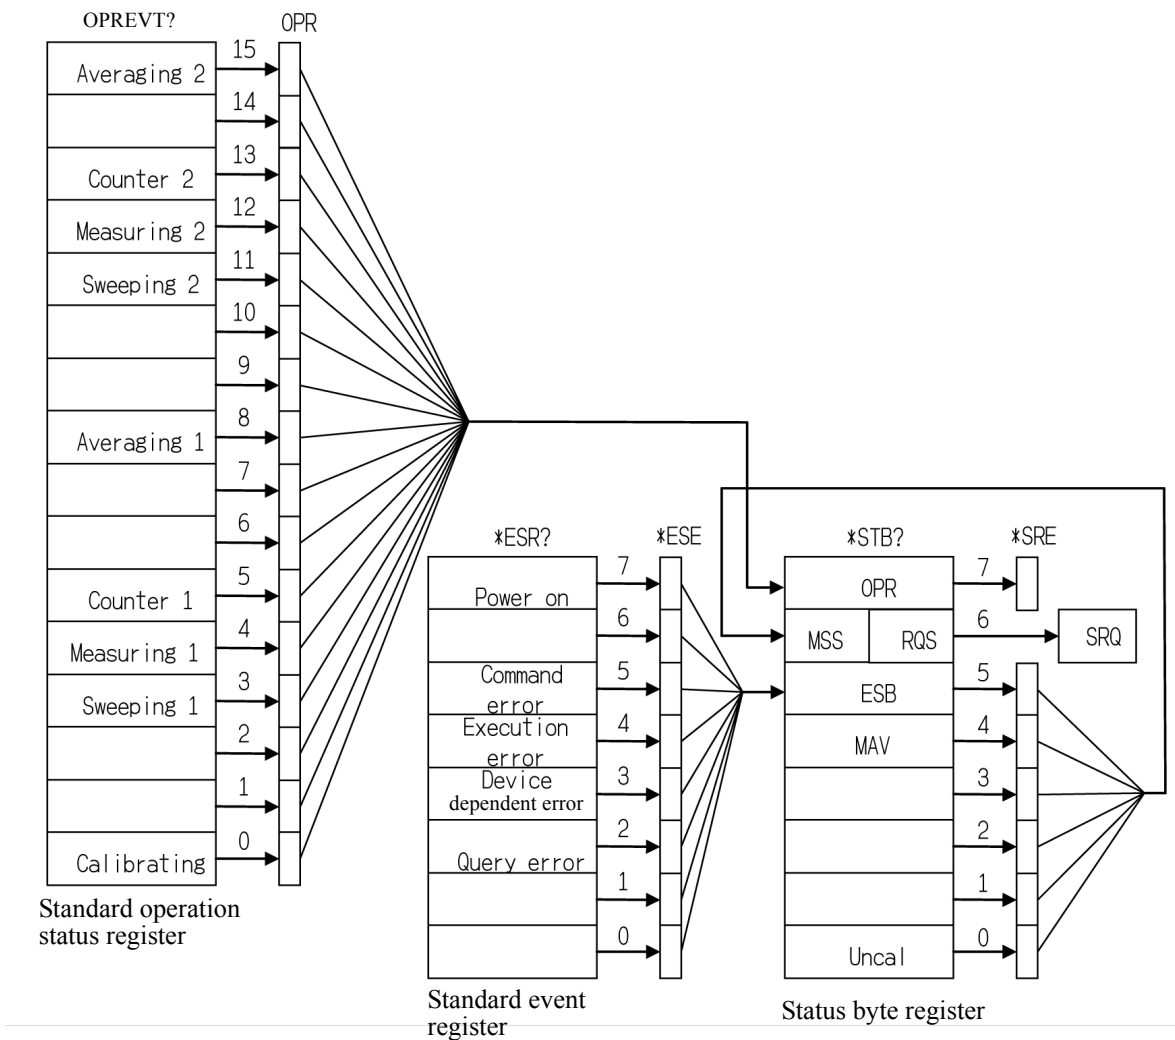 OPREVT?
OPR
15
Averaging 2
14
13
Counter 2
12
Measuring 2
11
Sweeping 2
10
9
8
Averaging 1
7
6
5
Counter 1
4
Measuring 1
3
Sweeping 1
2
1
0
Calibrating
Standard operation
status register
*ESR?
*ESE
7
Power on
6
5
Command
error
4
Execution
error
3
Device
dependent error
2
Query error
1
0
Standard event
register
*STB?
*SRE
OPR
7
MSS
RQS
6
SRQ
ESB
5
MAV
4
3
2
1
Uncal
0
Status byte register